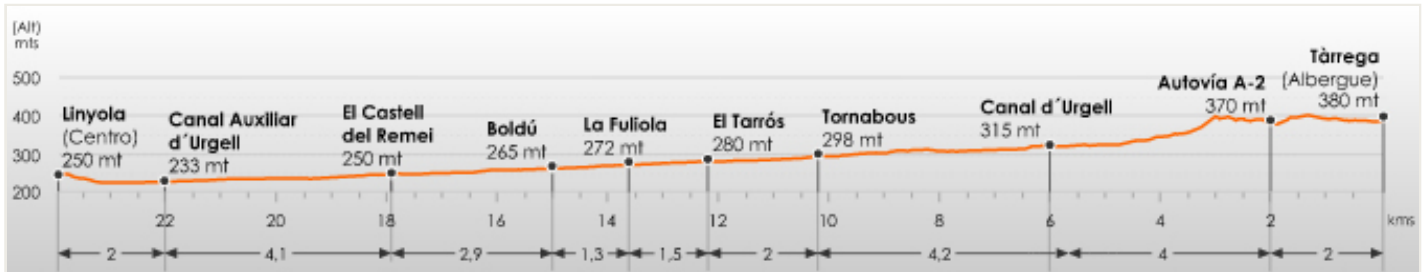 (Alt)
mts
500
400
300
200
Linyola
(Centro)
250 mt
Canal Auxiliar
d´Urgell
233 mt
El Castell
del Remei
250 mt
Boldú
265 mt
La Fuliola
272 mt
El Tarrós
280 mt
Tornabous
298 mt
Canal d´Urgell
315 mt
Autovía A-2
370 mt
Tàrrega
(Albergue)
380 mt
22 20 18 16 14 12 10 8 6 4 2 kms
2 4,1 2,9 1,3 1,5 2 4,2 4 2